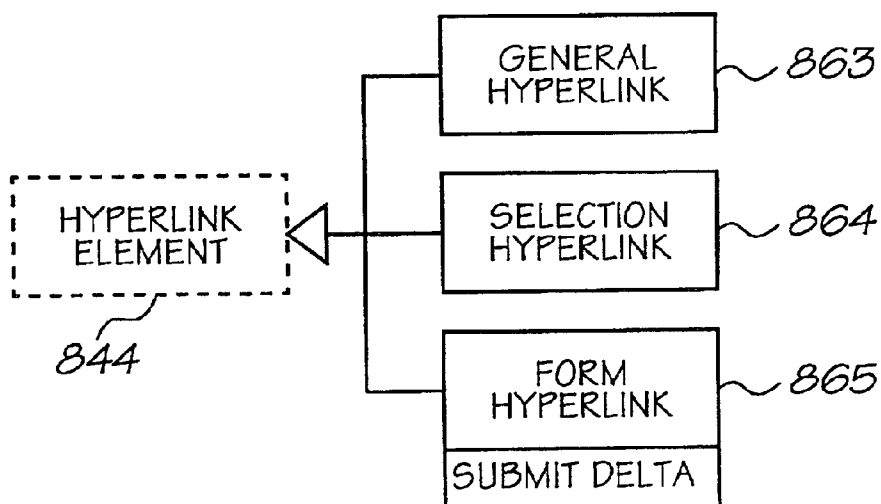 GENERAL
HYPERLINK
863
HYPERLINK
ELEMENT
844
SELECTION
HYPERLINK
864
FORM
HYPERLINK
865
SUBMIT DELTA